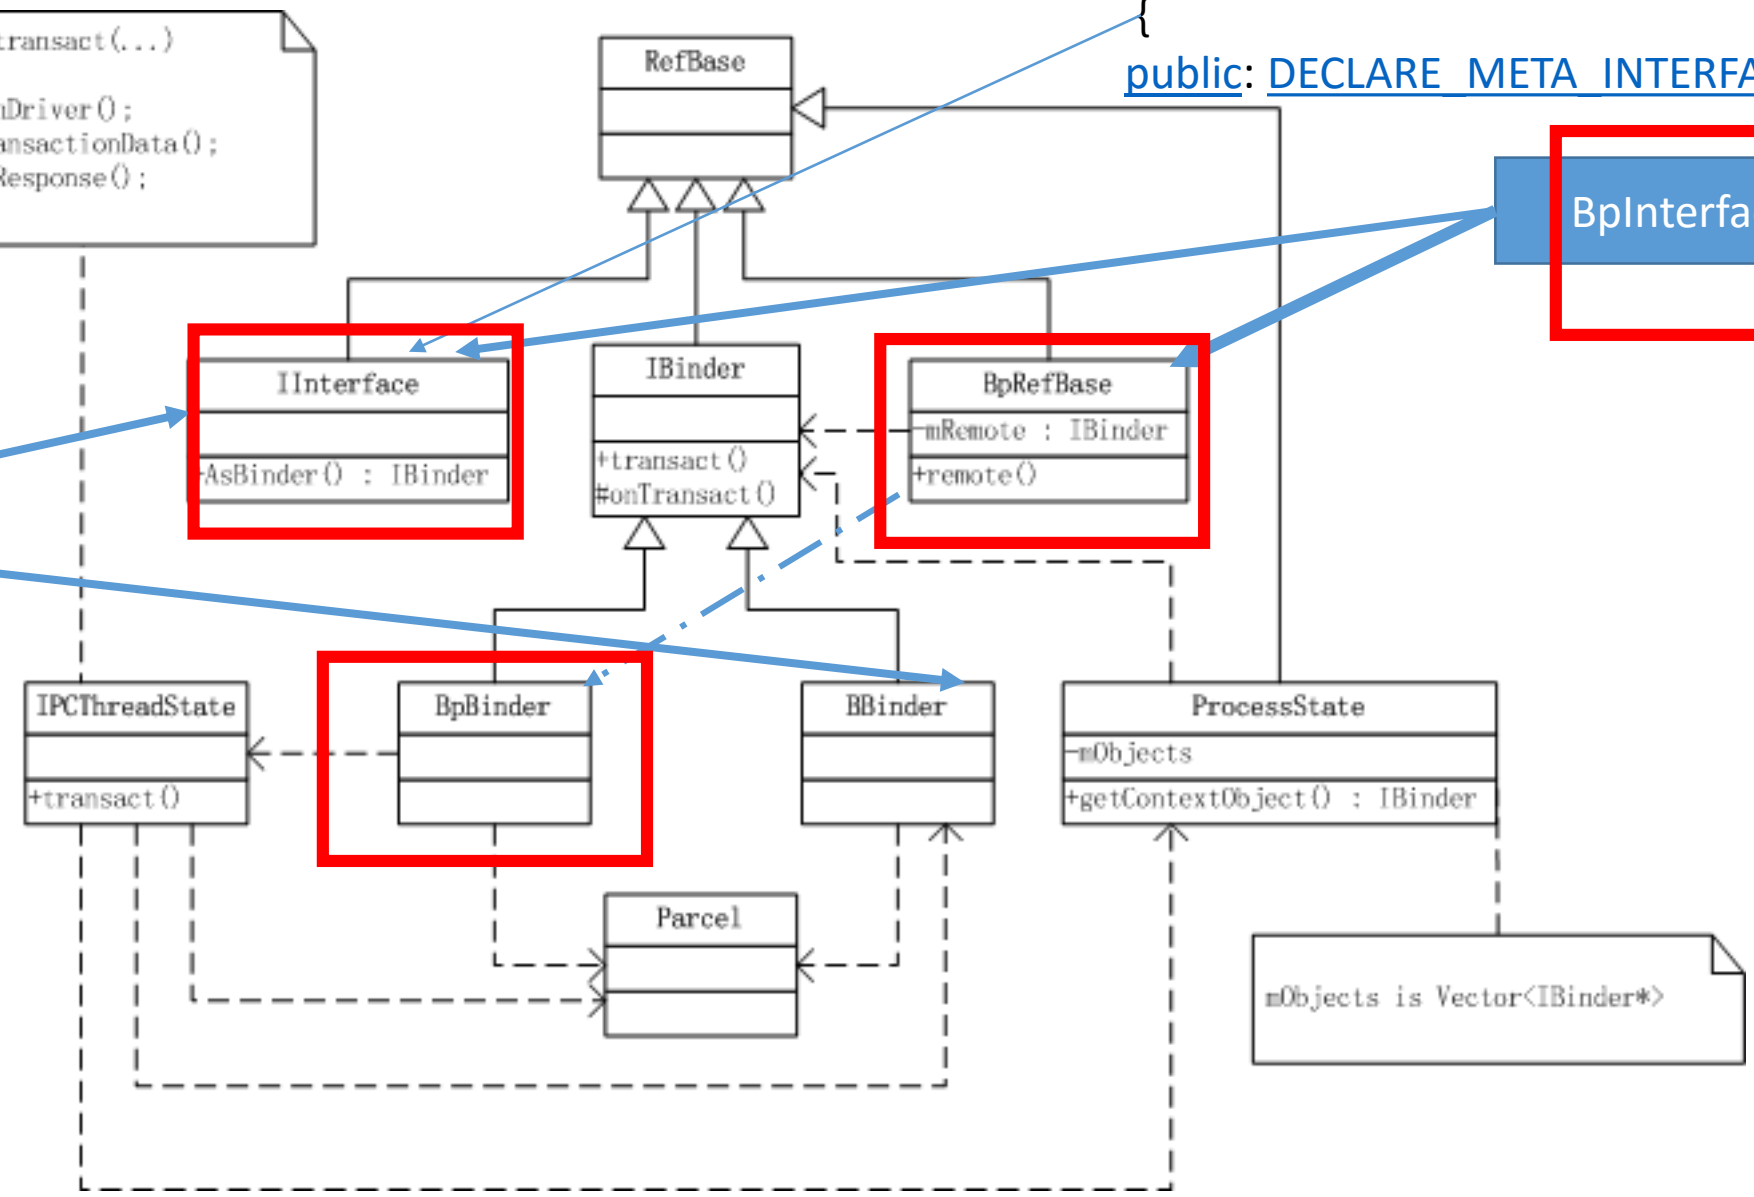 transact(...)
nDriver();
ansactionData();
Response();
{
public: DECLARE_META_INTERFA
RefBase
BpInterfa
IInterface
+AsBinder() : IBinder
IBinder
+transact()
#onTransact()
BpRefBase
-mRemote : IBinder
+remote()
IPCThreadState
+transact()
BpBinder
BBinder
ProcessState
-mObjects
+getContextObject() : IBinder
Parcel
mObjects is Vector<IBinder*>